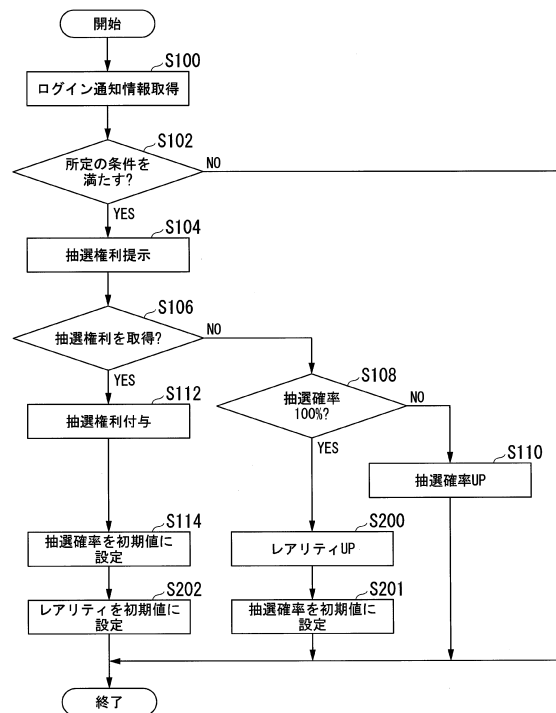 開始
S100
ログイン通知情報取得
S102
所定の条件を
満たす?
NO
YES
S104
抽選権利提示
S106
抽選権利を取得?
NO
YES
S108
抽選確率
100%?
NO
YES
S112
抽選権利付与
S110
抽選確率UP
S114
抽選確率を初期値に
設定
S200
レアリティUP
S202
レアリティを初期値に
設定
S201
抽選確率を初期値に
設定
終了